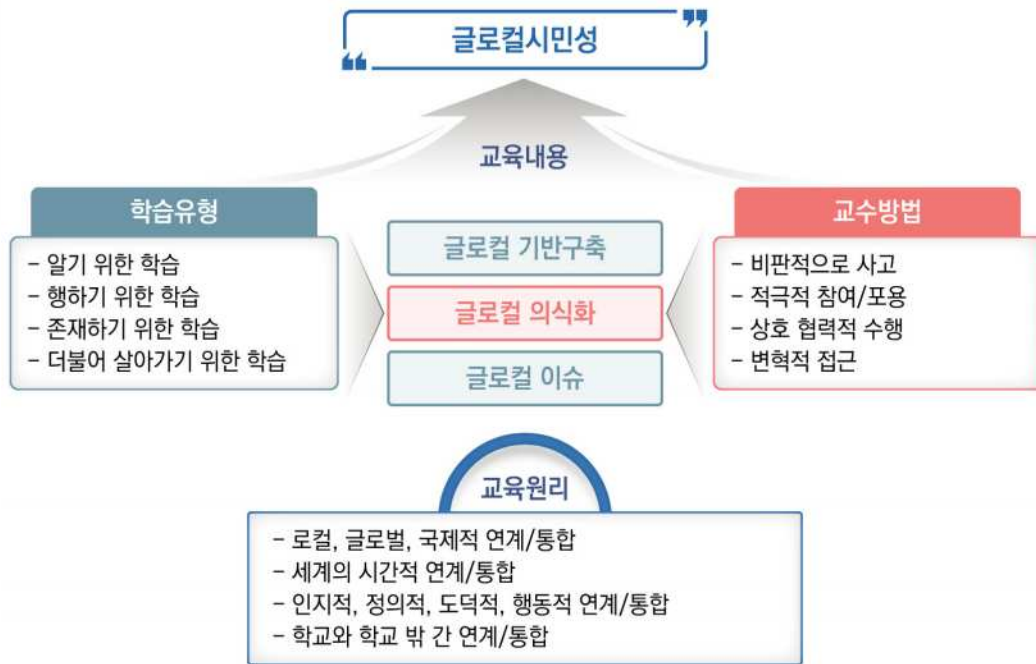 글로컬시민성
교육내용
학습유형
- 알기 위한 학습
- 행하기 위한 학습
- 존재하기 위한 학습
- 더불어 살아가기 위한 학습
글로컬 기반구축
글로컬 의식화
글로컬 이슈
교수방법
- 비판적으로 사고
- 적극적 참여/포용
- 상호 협력적 수행
- 변혁적 접근
교육원리
- 로컬, 글로벌, 국제적 연계/통합
- 세계의 시간적 연계/통합
- 인지적, 정의적, 도덕적, 행동적 연계/통합
- 학교와 학교 밖 간 연계/통합